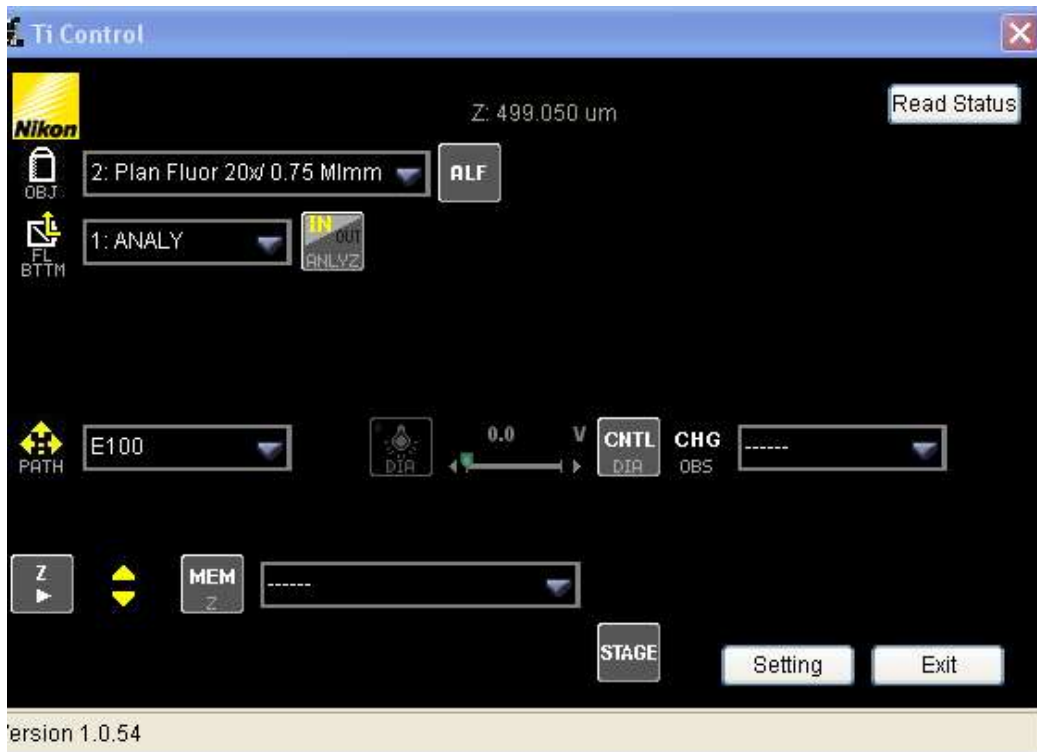 Ti Control
Nikon
Z: 499.050 um
Read Status
OBJ
2: Plan Fluor 20x/ 0.75 MImm
ALF
FL
BTTM
1: ANALY
IN
OUT
ANLYZ
PATH
E100
DIA
0.0 V
CNTL
DIA
CHG
OBS
------
Z
MEM
Z
------
STAGE
Setting
Exit
ersion 1.0.54